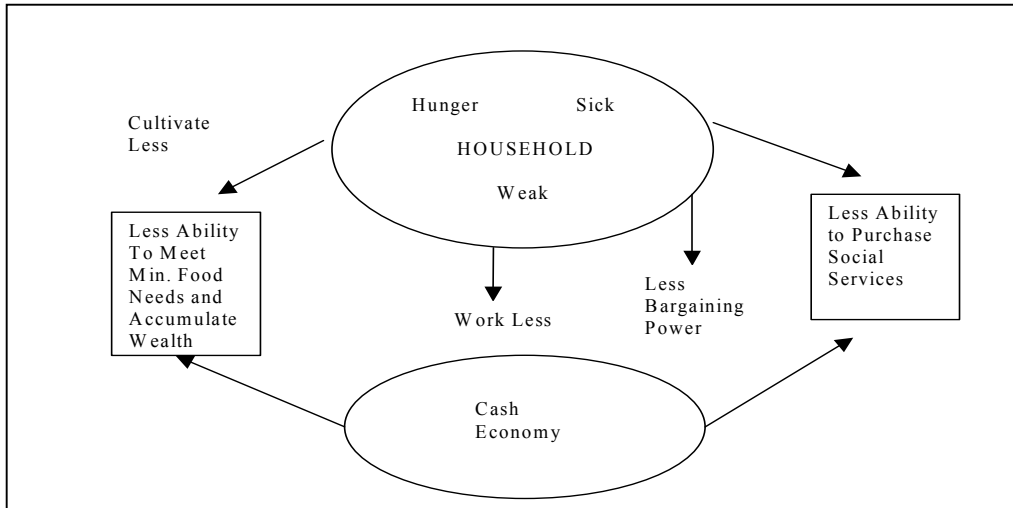 Hunger Sick
HOUSEHOLD
Weak
Cultivate
Less
Less Ability
To Meet
Min. Food
Needs and
Accumulate
Wealth
Work Less
Less
Bargaining
Power
Less Ability
to Purchase
Social
Services
Cash
Economy